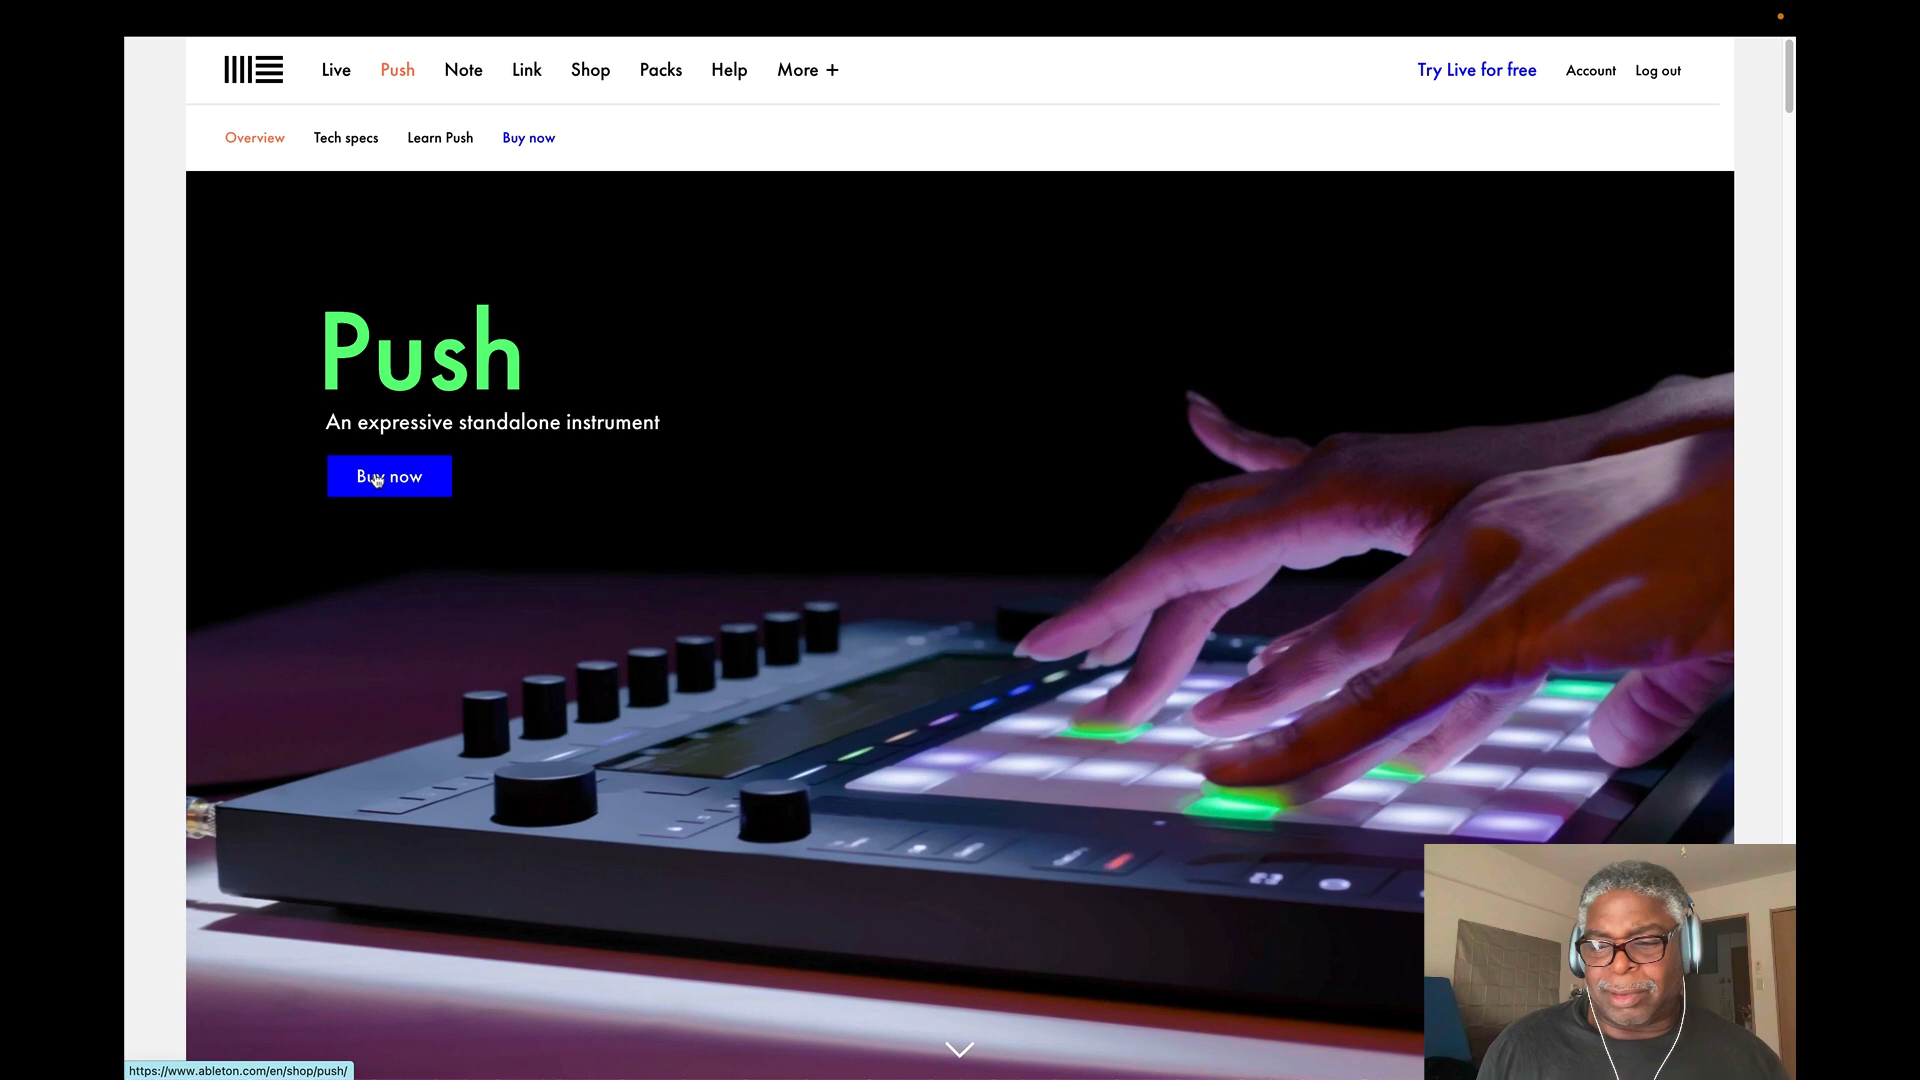 Live Push Note Link Shop Packs Help More + Try Live for free Account Log out
Overview Tech specs Learn Push Buy now
Push
An expressive standalone instrument
Buy now
https://www.ableton.com/en/shop/push/